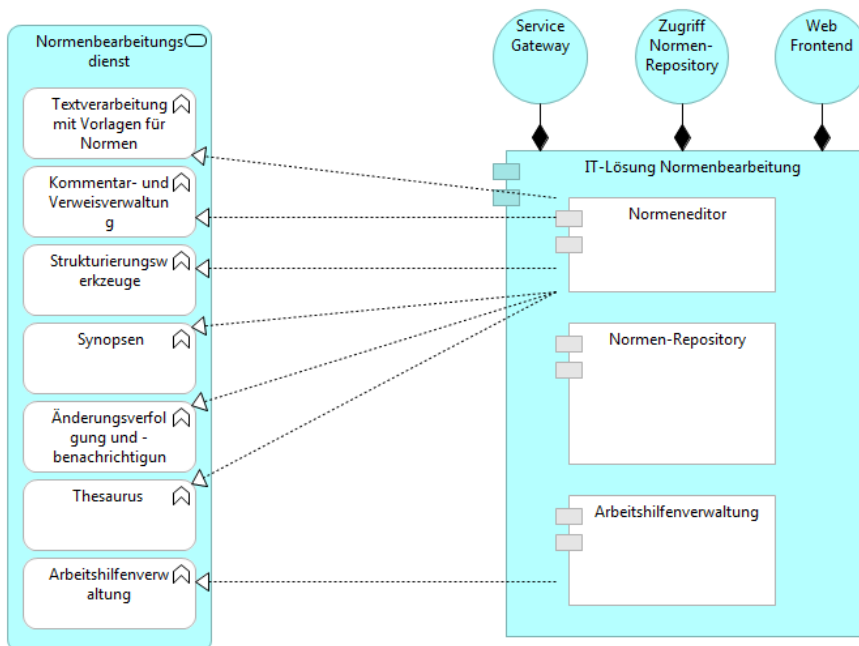 Normenbearbeitungs
dienst
Textverarbeitung
mit Vorlagen für
Normen
Kommentar- und
Verweisverwaltun
g
Strukturierungsw
erkzeuge
Synopsen
Änderungsverfol
gung und -
benachrichtigun
Thesaurus
Arbeitshilfenverw
altung
Service
Gateway
Zugriff
Normen-
Repository
Web
Frontend
IT-Lösung Normenbearbeitung
Normeneditor
Normen-Repository
Arbeitshilfenverwaltung